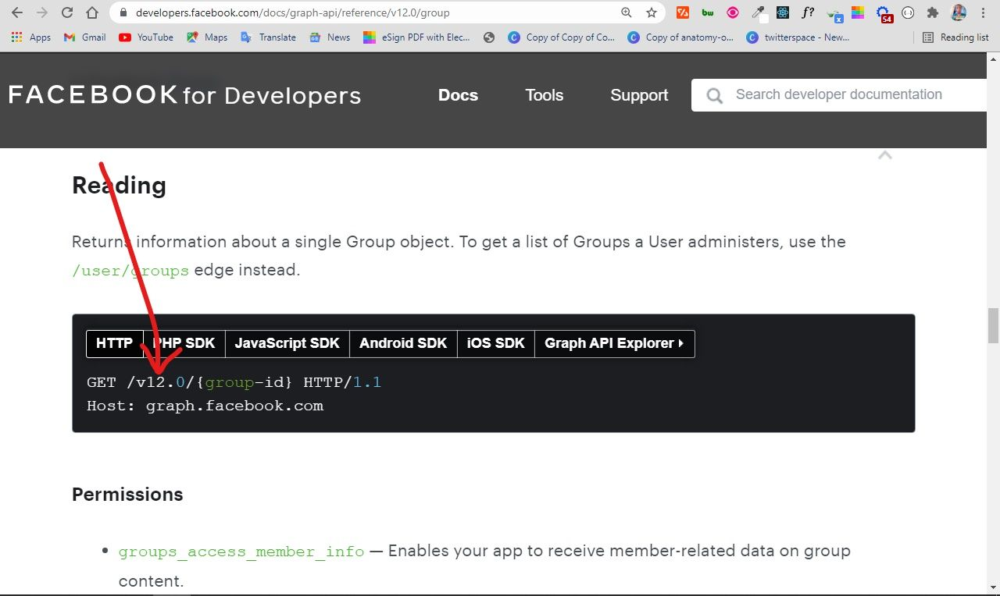 developers.facebook.com/docs/graph-api/reference/v12.0/group
bw f? x 54
Apps Gmail YouTube Maps Translate News eSign PDF with Elec... Copy of Copy of Co... Copy of anatomy-o... twitterspace - New... Reading list
FACEBOOK for Developers Docs Tools Support Search developer documentation
Reading
Returns information about a single Group object. To get a list of Groups a User administers, use the
/user/groups edge instead.
HTTP PHP SDK JavaScript SDK Android SDK iOS SDK Graph API Explorer
GET /v12.0/{group-id} HTTP/1.1
Host: graph.facebook.com
Permissions
• groups_access_member_info — Enables your app to receive member-related data on group
content.